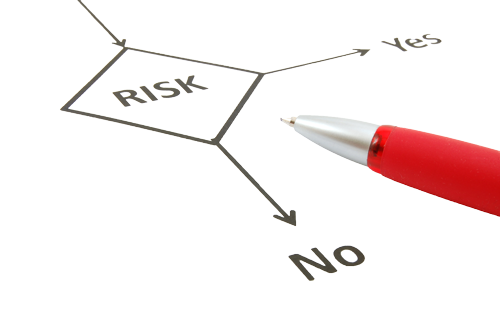 RISK
Yes
No